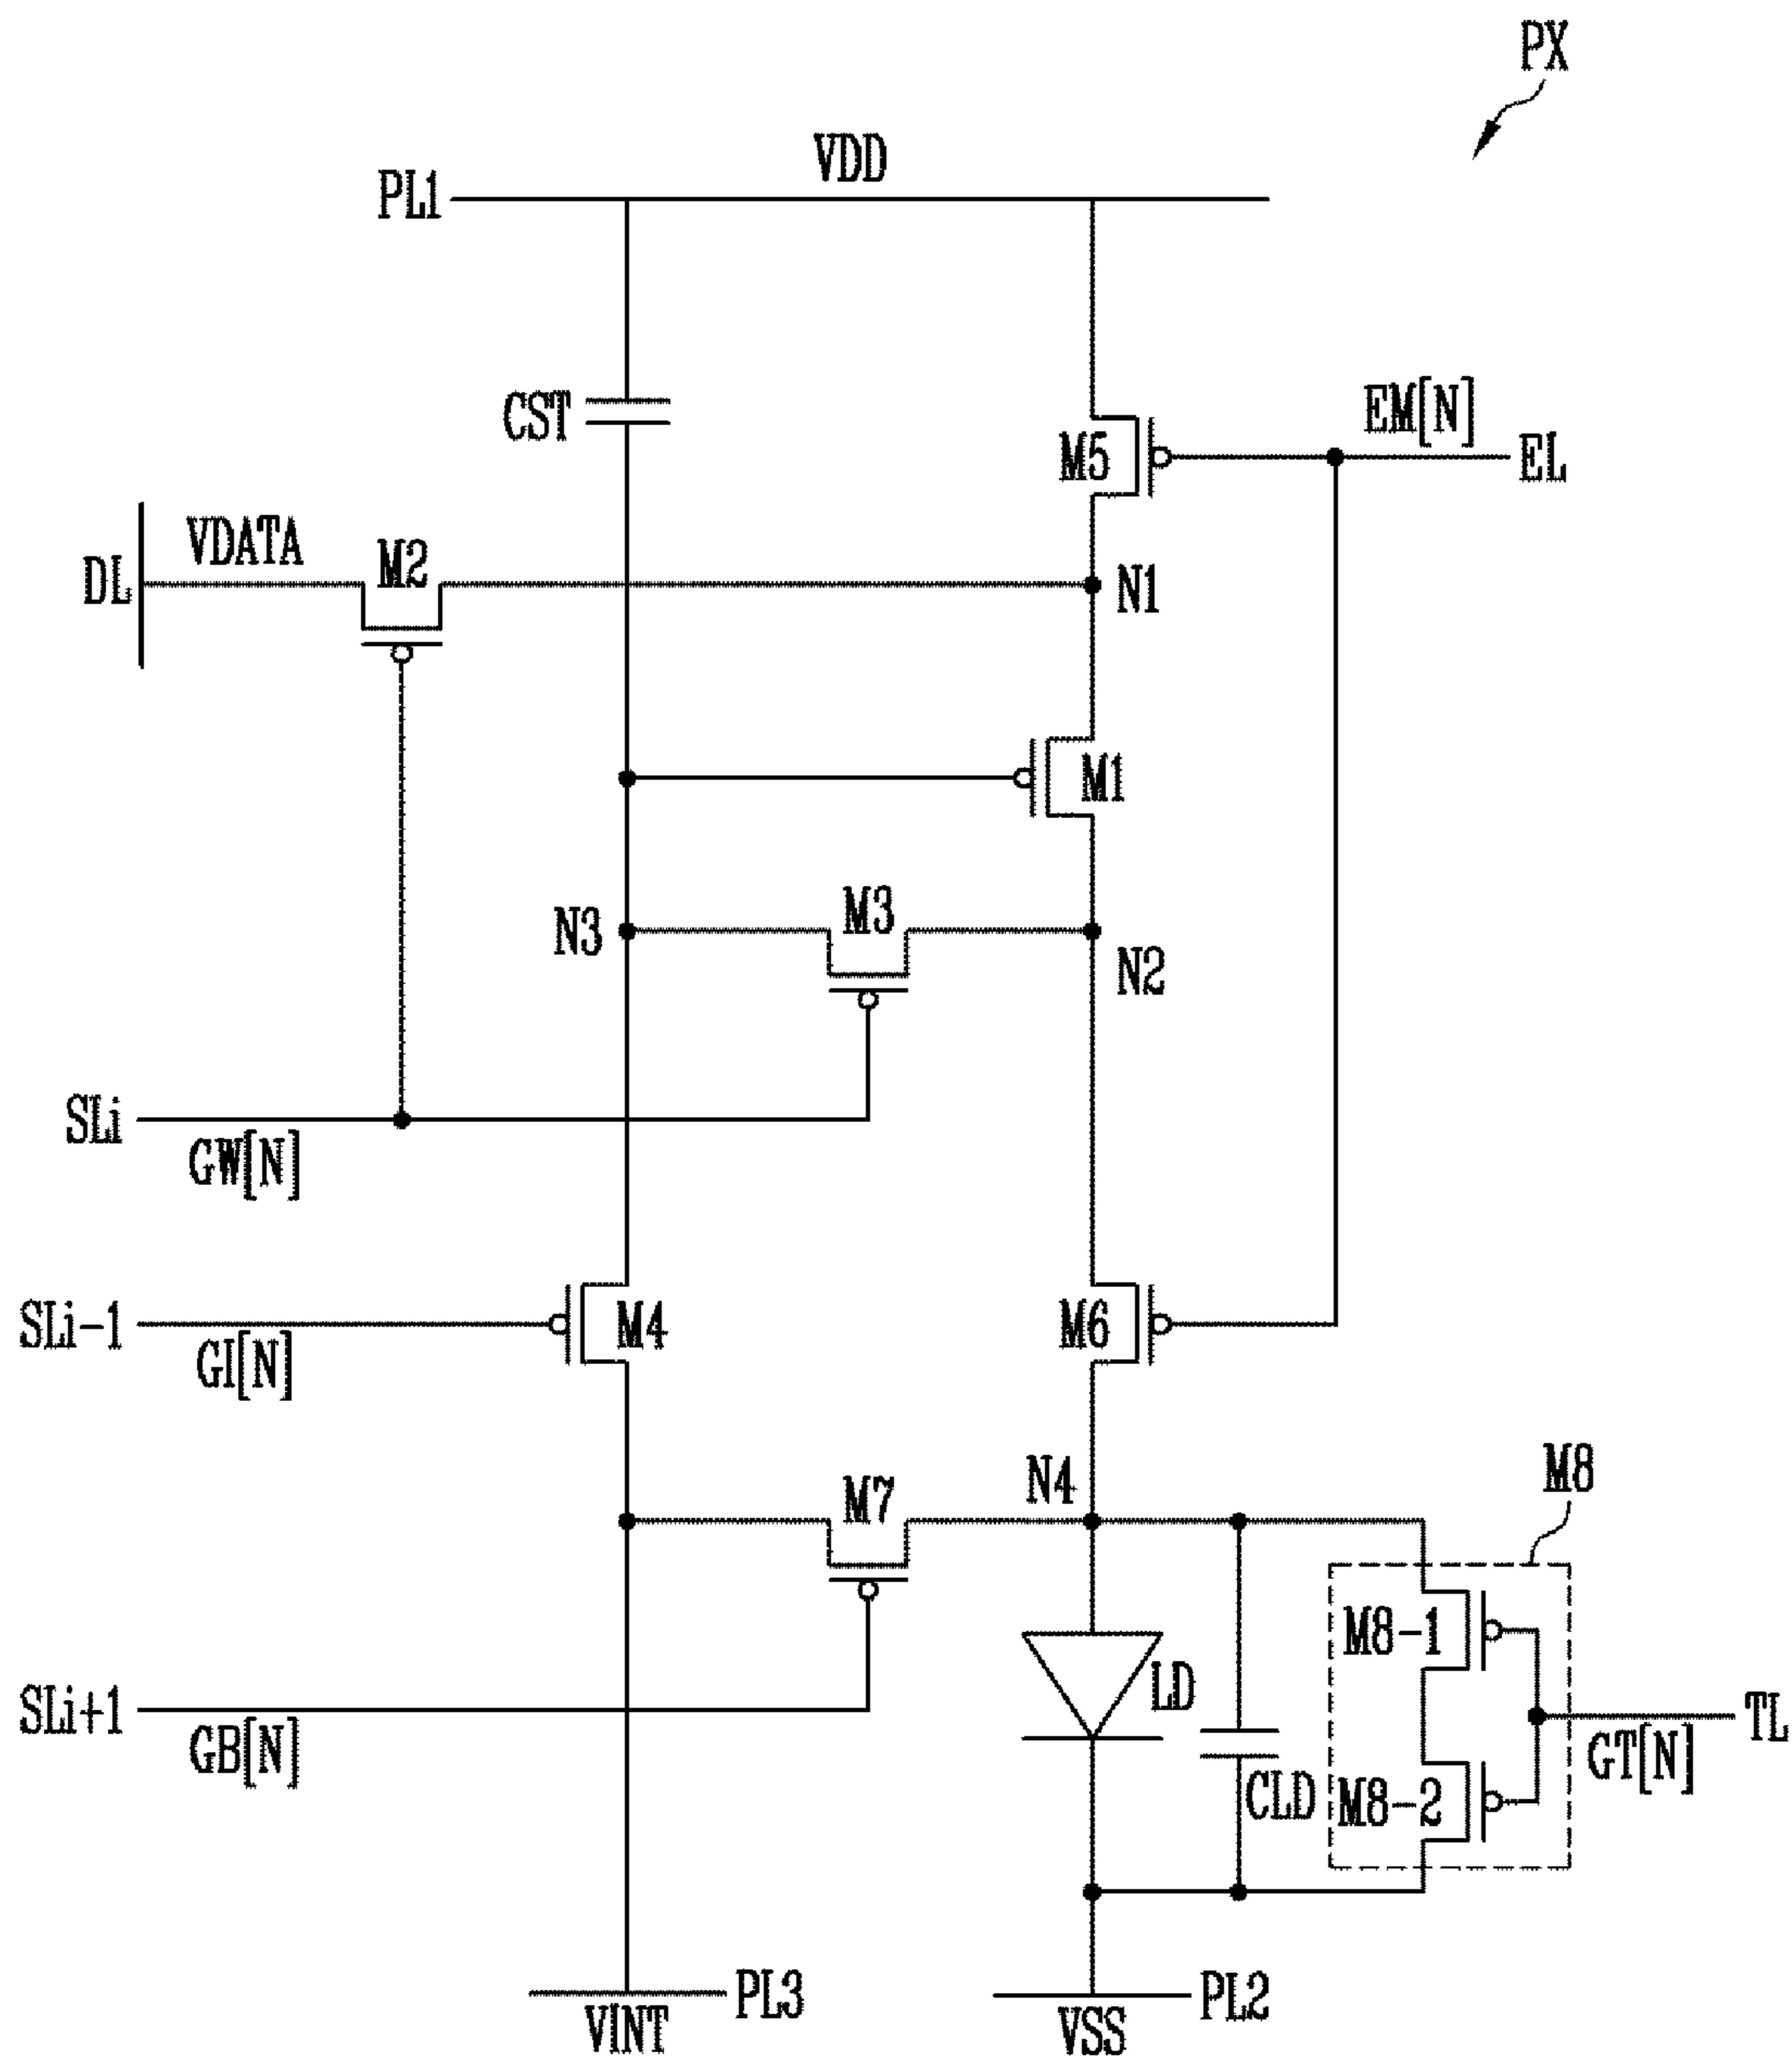 PX
VDD
PL1
CST
M5
EM[N]
EL
DL
VDATA
M2
N1
M1
M3
N3
N2
SLi
GW[N]
SLi-1
GI[N]
M4
M6
M7
N4
M8
M8-1
LD
SLi+1
GB[N]
TL
GT[N]
CLD
M8-2
PL3
VINT
PL2
VSS